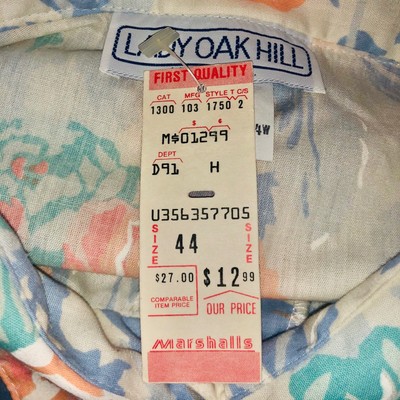 LADY OAK HILL
FIRST QUALITY
CAT MFG STYLE T C/S
1300 103 1750 2
$ ¢
M$01299
DEPT
D91 H
U356357705
SIZE 44 SIZE
$27.00 $12.99
COMPARABLE
ITEM PRICE
OUR PRICE
Marshalls